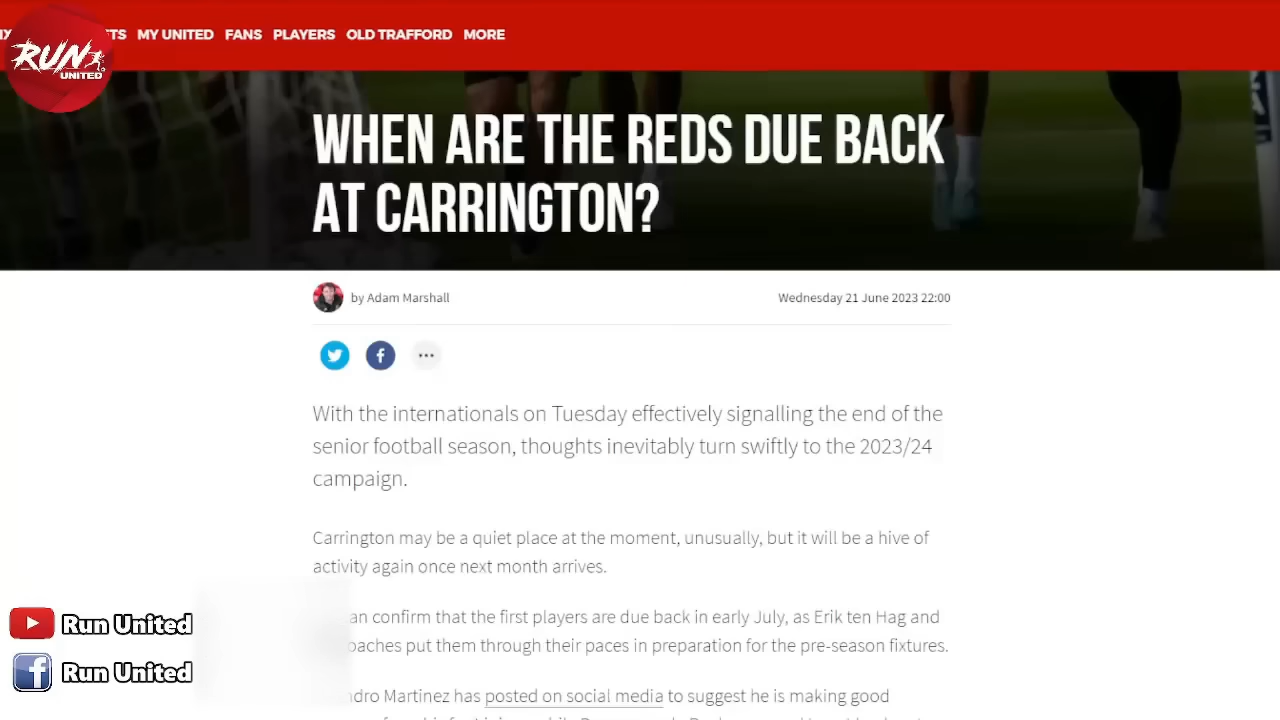 TS MY UNITED FANS PLAYERS OLD TRAFFORD MORE
RUN
UNITED
WHEN ARE THE REDS DUE BACK
AT CARRINGTON?
by Adam Marshall
Wednesday 21 June 2023 22:00
With the internationals on Tuesday effectively signalling the end of the
senior football season, thoughts inevitably turn swiftly to the 2023/24
campaign.
Carrington may be a quiet place at the moment, unusually, but it will be a hive of
activity again once next month arrives.
an confirm that the first players are due back in early July, as Erik ten Hag and
oaches put them through their paces in preparation for the pre-season fixtures.
ndro Martinez has posted on social media to suggest he is making good
Run United
Run United